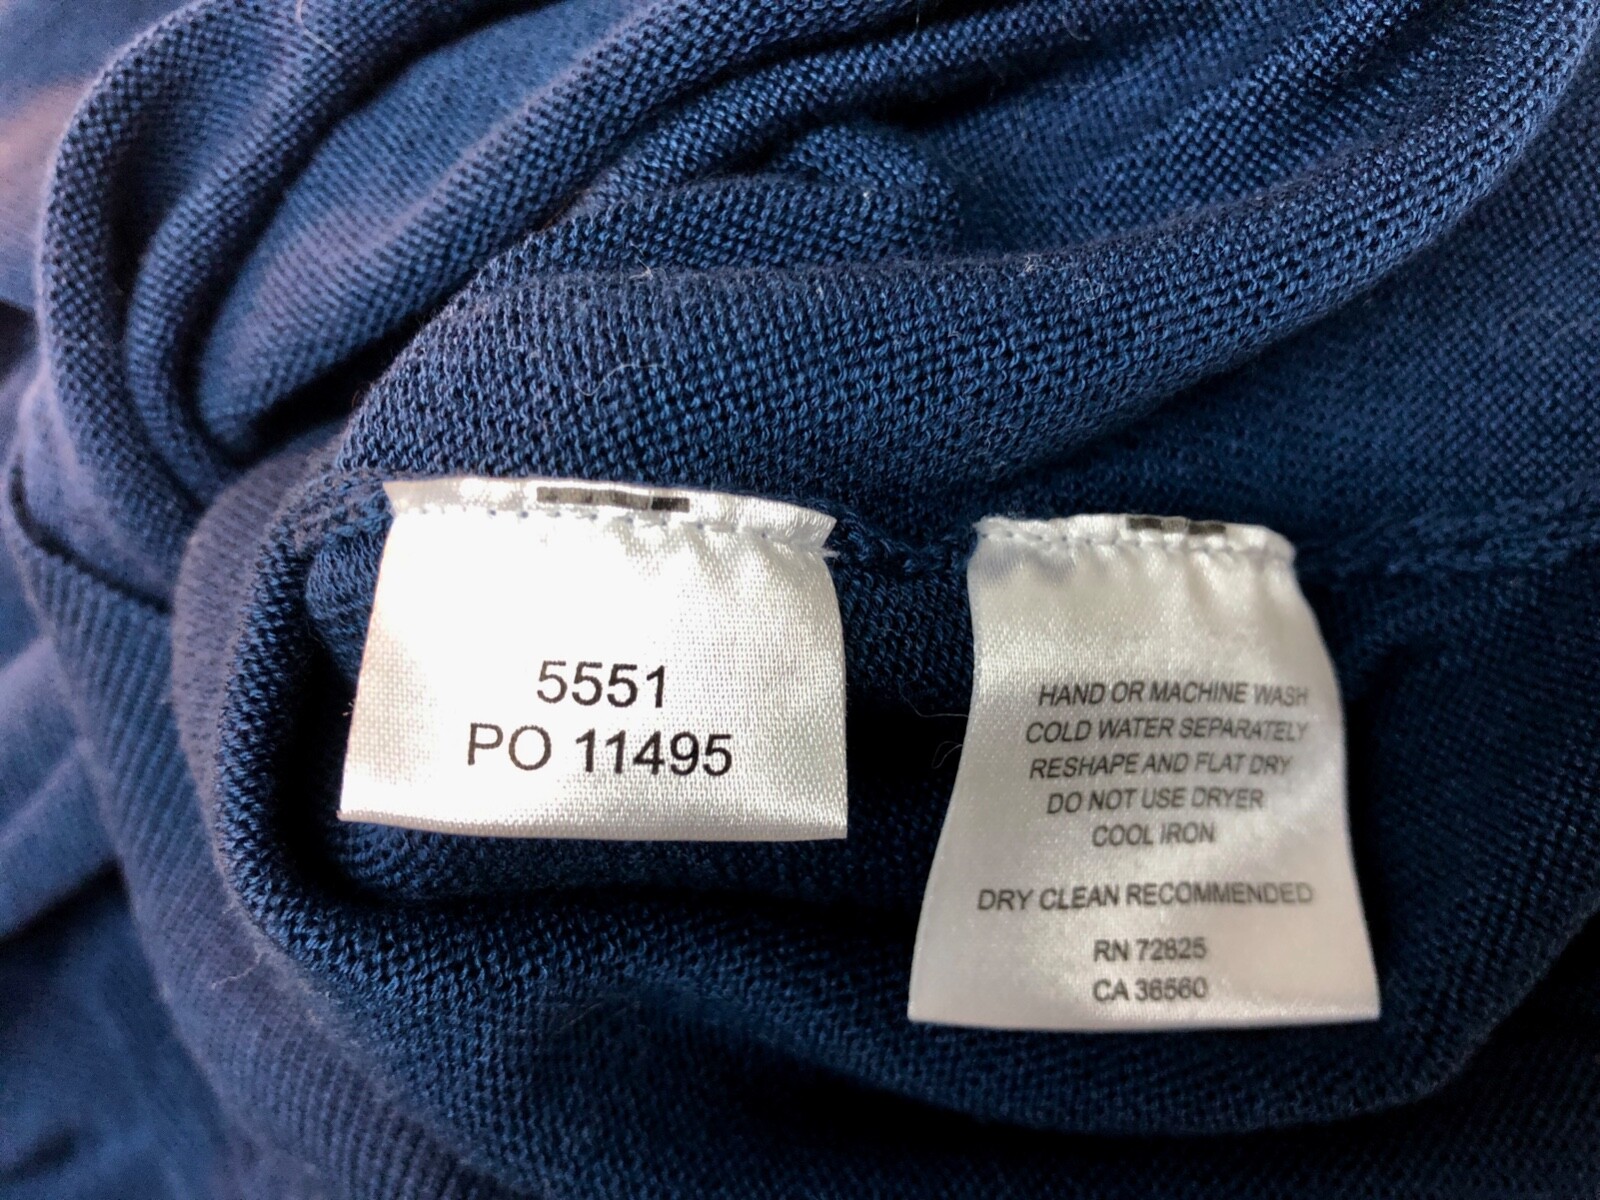 5551
PO 11495
HAND OR MACHINE WASH
COLD WATER SEPARATELY
RESHAPE AND FLAT DRY
DO NOT USE DRYER
COOL IRON
DRY CLEAN RECOMMENDED
RN 72825
CA 36560